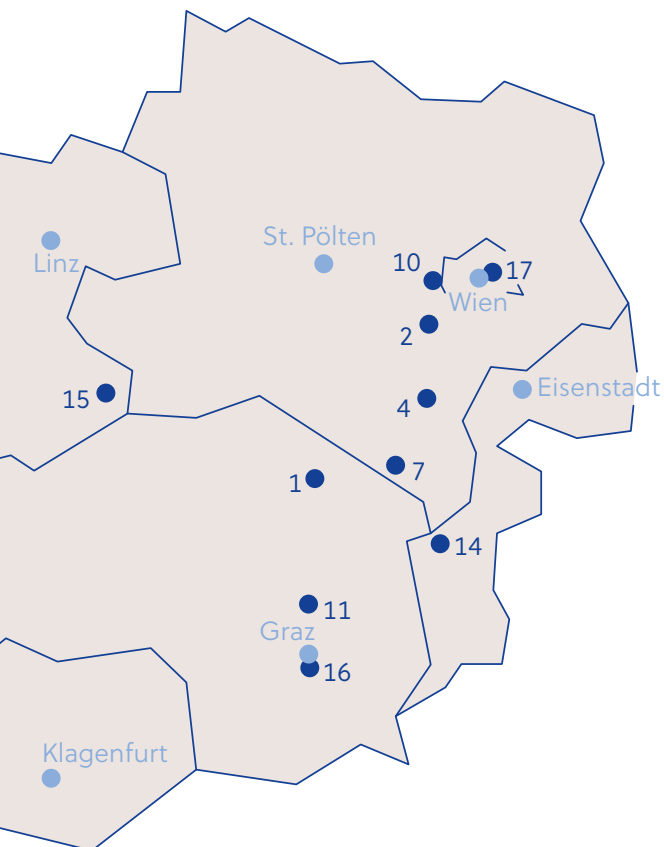 St. Pölten
Linz
10
17
Wien
2
15
4
Eisenstadt
1
7
14
11
Graz
16
Klagenfurt